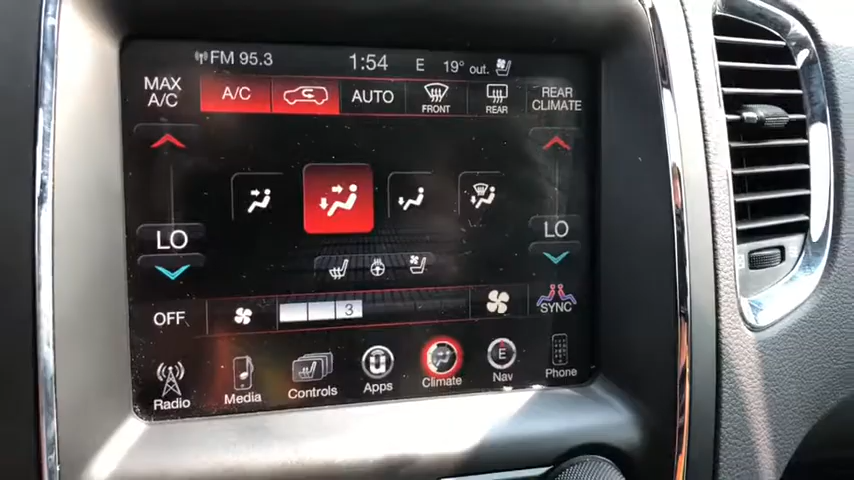 FM 95.3 1:54 E 19° out.
MAX A/C A/C AUTO FRONT REAR REAR CLIMATE
LO LO
OFF 3 SYNC
Radio Media Controls Apps Climate E Nav Phone